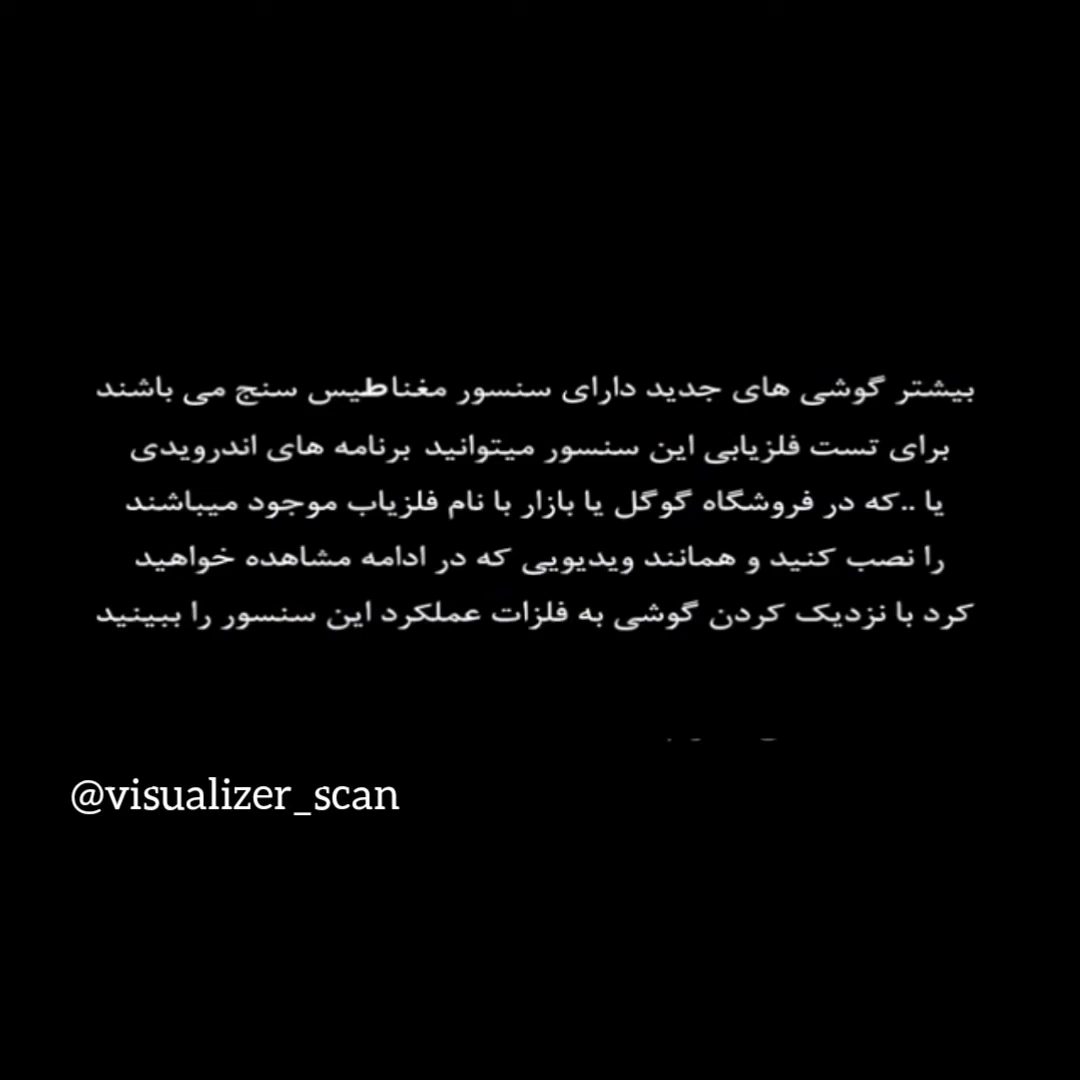 بیشتر گوشی های جدید دارای سنسور مغناطیس سنج می باشند
برای تست فلزیابی این سنسور میتوانید برنامه های اندرویدی
یا ..که در فروشگاه گوگل یا بازار با نام فلزیاب موجود میباشند
را نصب کنید و همانند ویدیویی که در ادامه مشاهده خواهید
کرد با نزدیک کردن گوشی به فلزات عملکرد این سنسور را ببینید
@visualizer_scan